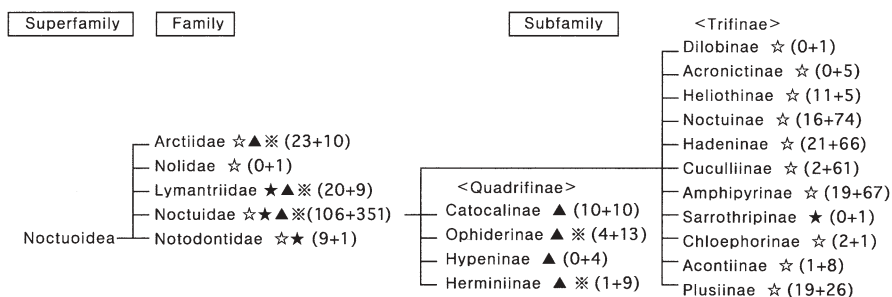 Superfamily
Family
Subfamily
<Trifinae>
Dilobinae ☆ (0+1)
Acronictinae ☆ (0+5)
Heliothinae ☆ (11+5)
Noctuinae ☆ (16+74)
Hadeninae ☆ (21+66)
Cuculliinae ☆ (2+61)
Amphipyrinae ☆ (19+67)
Sarrothripinae ★ (0+1)
Chloephorinae ☆ (2+1)
Acontiinae ☆ (1+8)
Plusiinae ☆ (19+26)
<Quadrifinae>
Catocalinae ▲ (10+10)
Ophiderinae ▲ ※ (4+13)
Hypeninae ▲ (0+4)
Herminiinae ▲ ※ (1+9)
Arctiidae ☆▲※ (23+10)
Nolidae ☆ (0+1)
Lymantriidae ★▲※ (20+9)
Noctuidae ☆★▲※(106+351)
Notodontidae ☆★ (9+1)
Noctuoidea